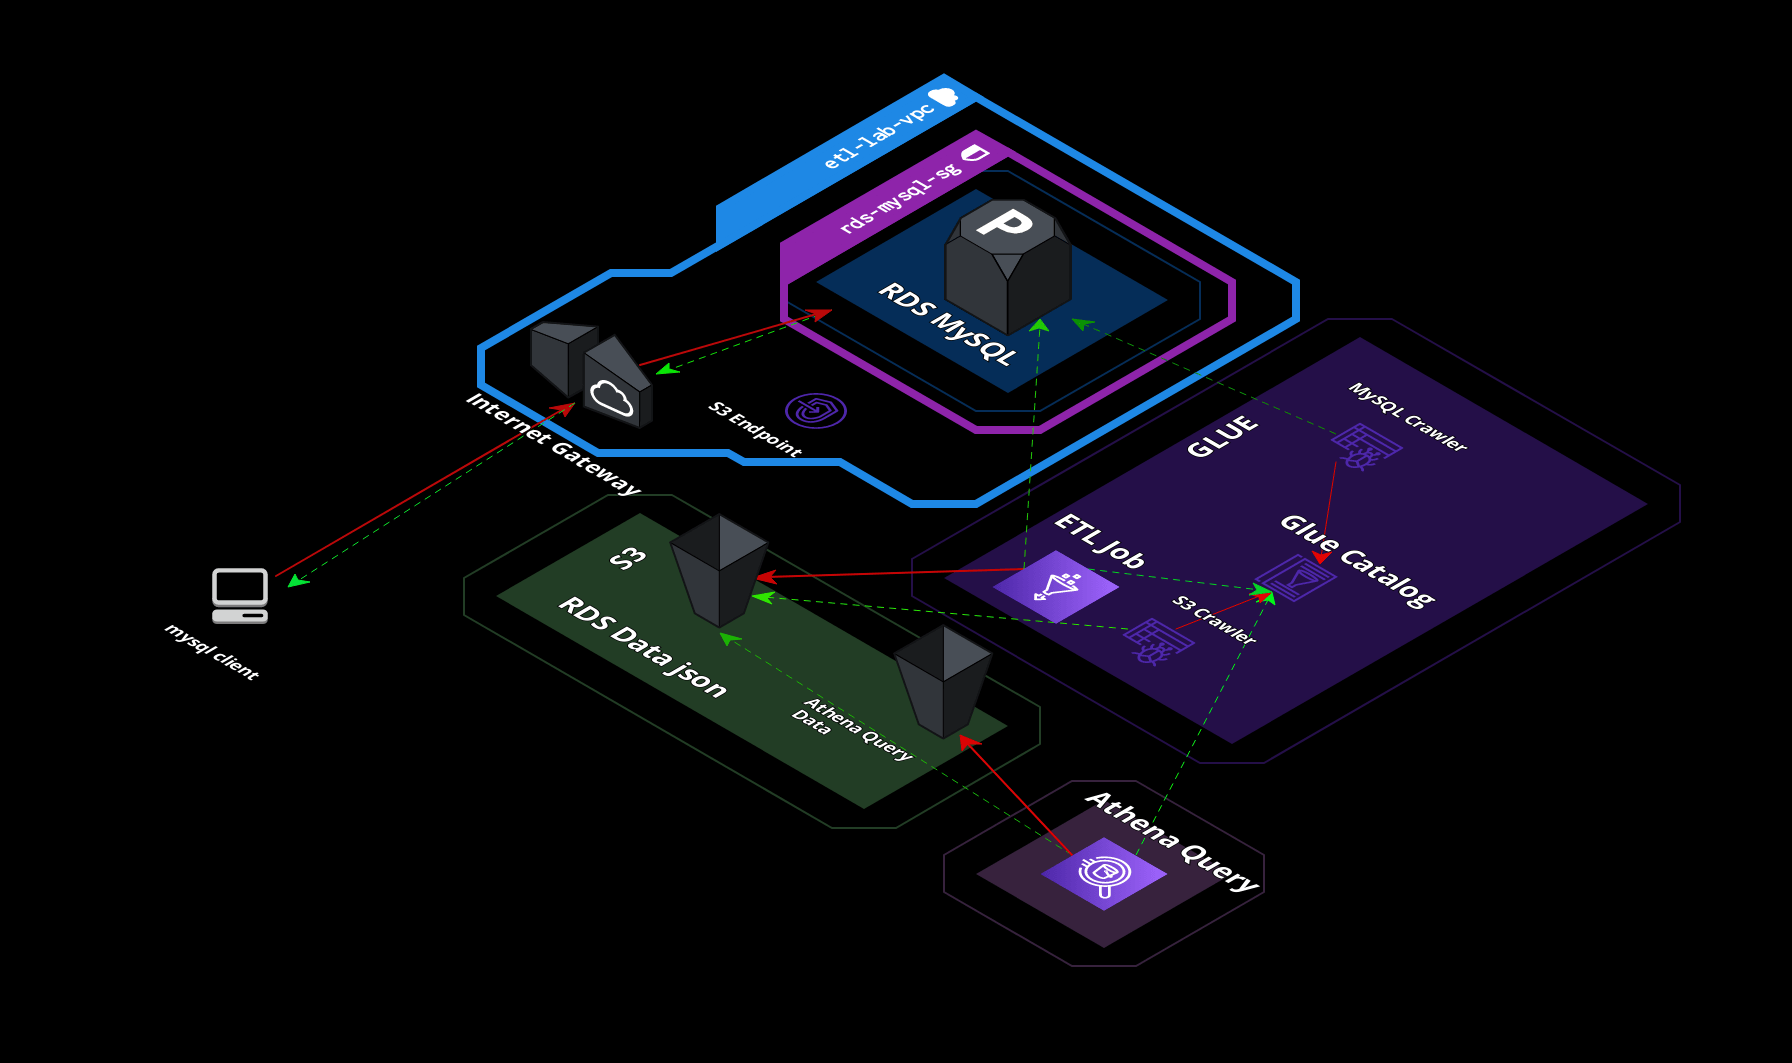 etl-lab-vpc
rds-mysql-sg
P
RDS MySQL
MySQL Crawler
S3 Endpoint
Internet Gateway
GLUE
ETL Job
Glue Catalog
S3
RDS Data json
S3 Crawler
mysql client
Athena Query
Data
Athena Query